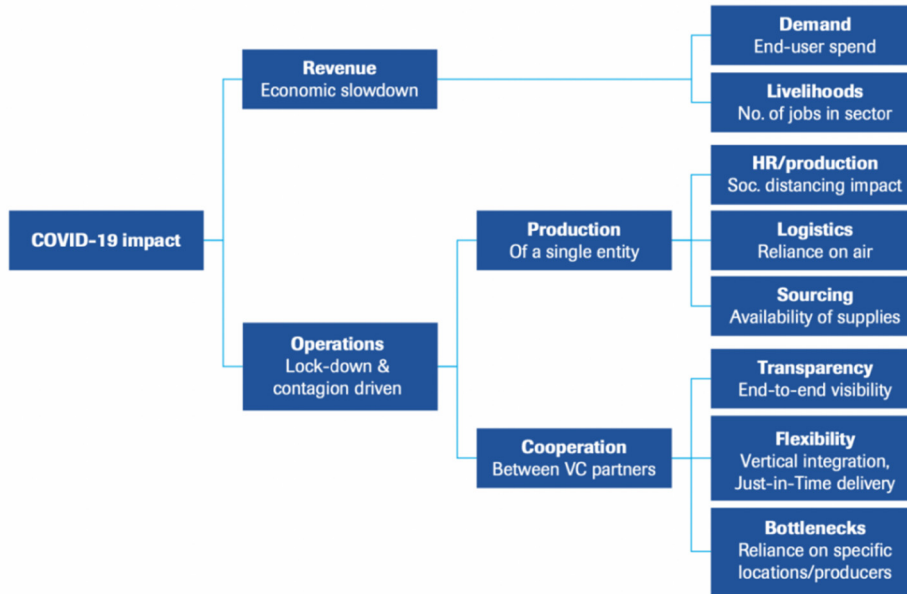 COVID-19 impact
Revenue
Economic slowdown
Operations
Lock-down &
contagion driven
Production
Of a single entity
Cooperation
Between VC partners
Demand
End-user spend
Livelihoods
No. of jobs in sector
HR/production
Soc. distancing impact
Logistics
Reliance on air
Sourcing
Availability of supplies
Transparency
End-to-end visibility
Flexibility
Vertical integration,
Just-in-Time delivery
Bottlenecks
Reliance on specific
locations/producers